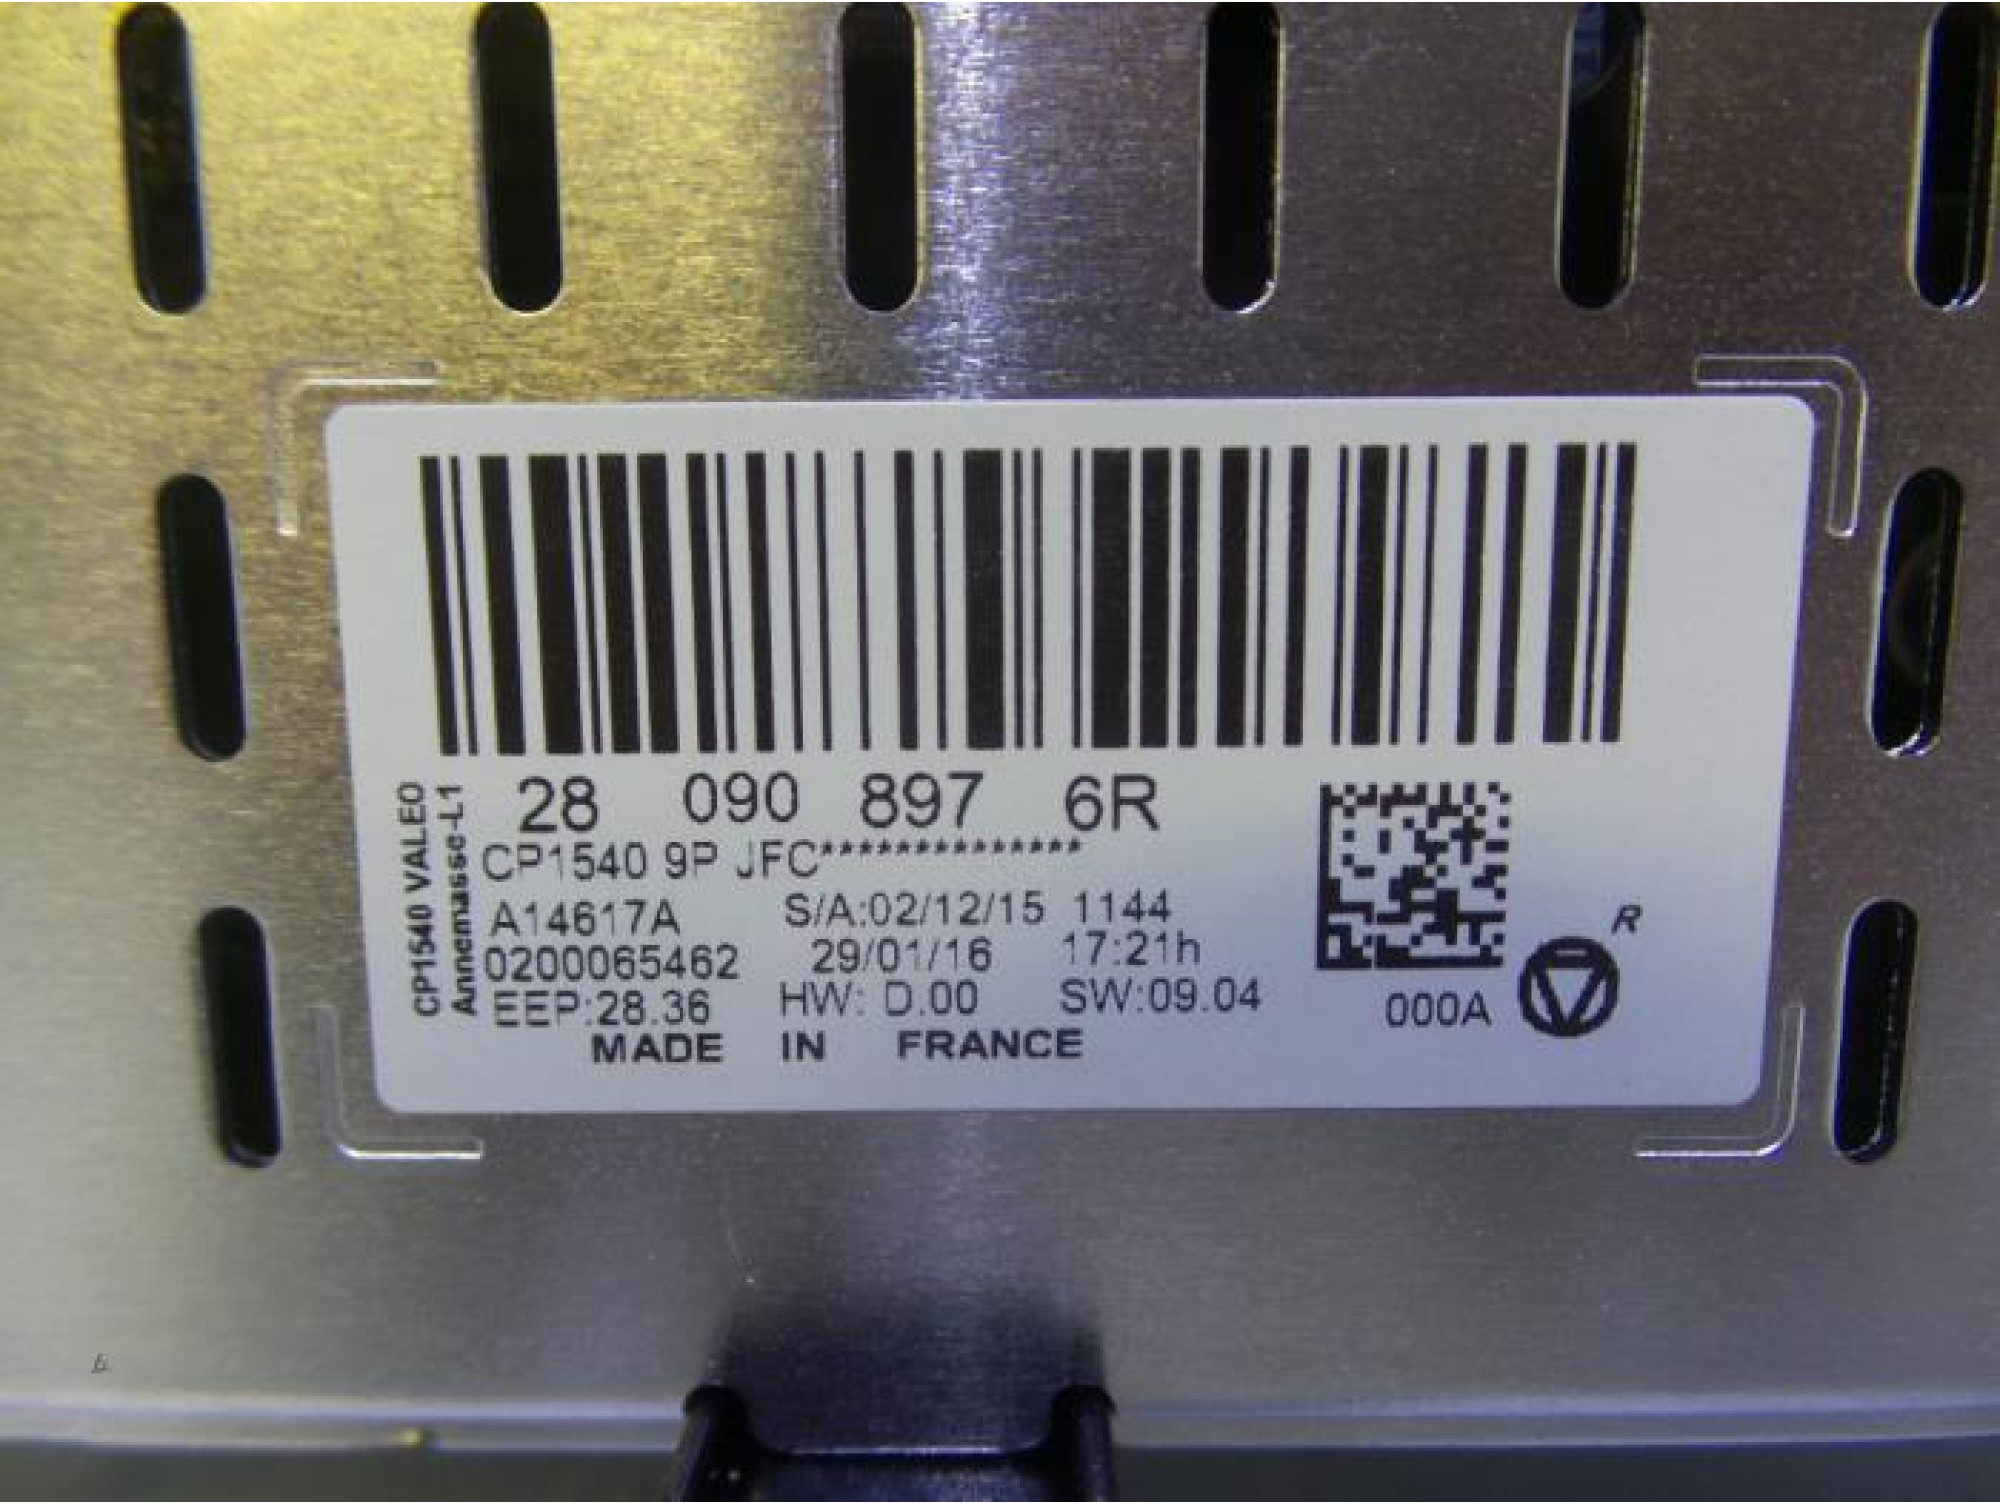 28 090 897 6R
CP1540 VALEO
Annemasse-L1
CP1540 9P JFC**************
A14617A S/A:02/12/15 1144
0200065462 29/01/16 17:21h
EEP:28.36 HW: D.00 SW:09.04
MADE IN FRANCE
000A
R